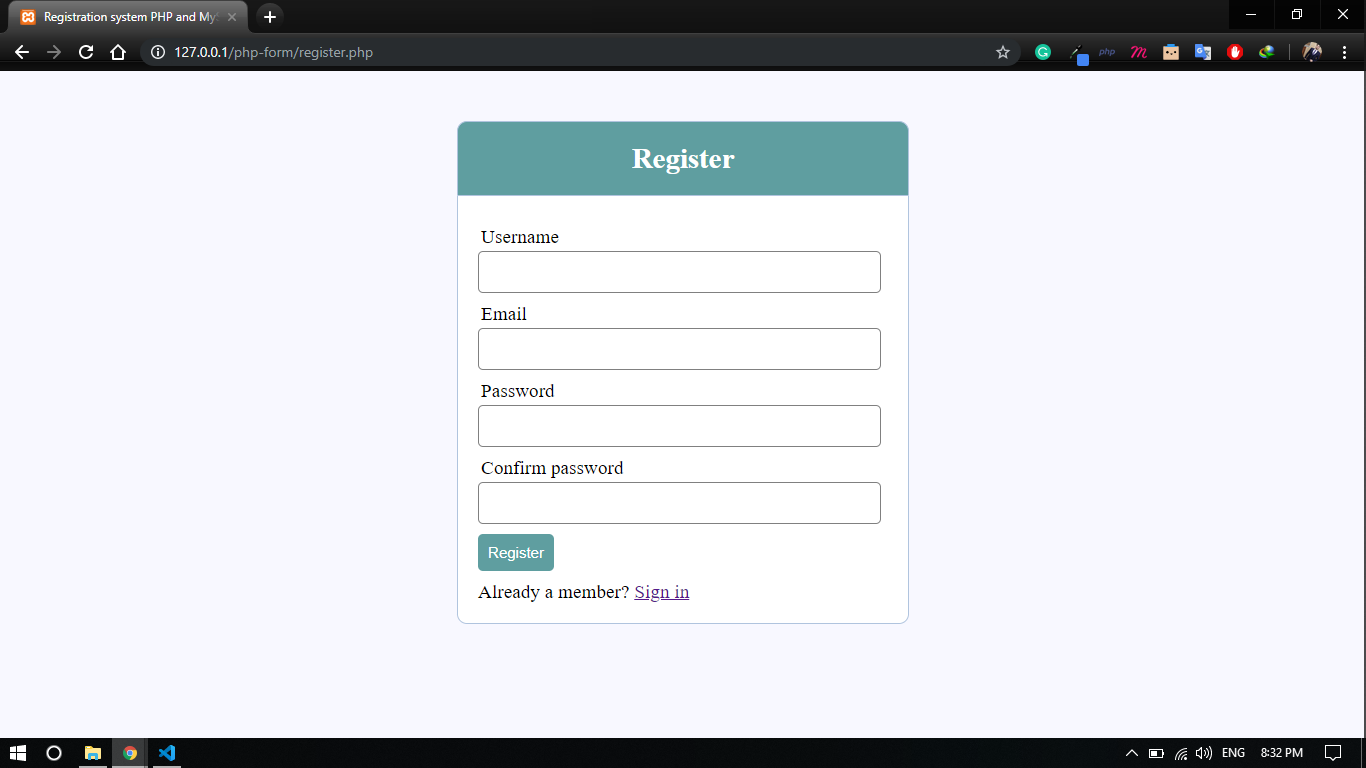 Registration system PHP and My
127.0.0.1/php-form/register.php
php
Register
Username
Email
Password
Confirm password
Register
Already a member? Sign in
ENG
8:32 PM